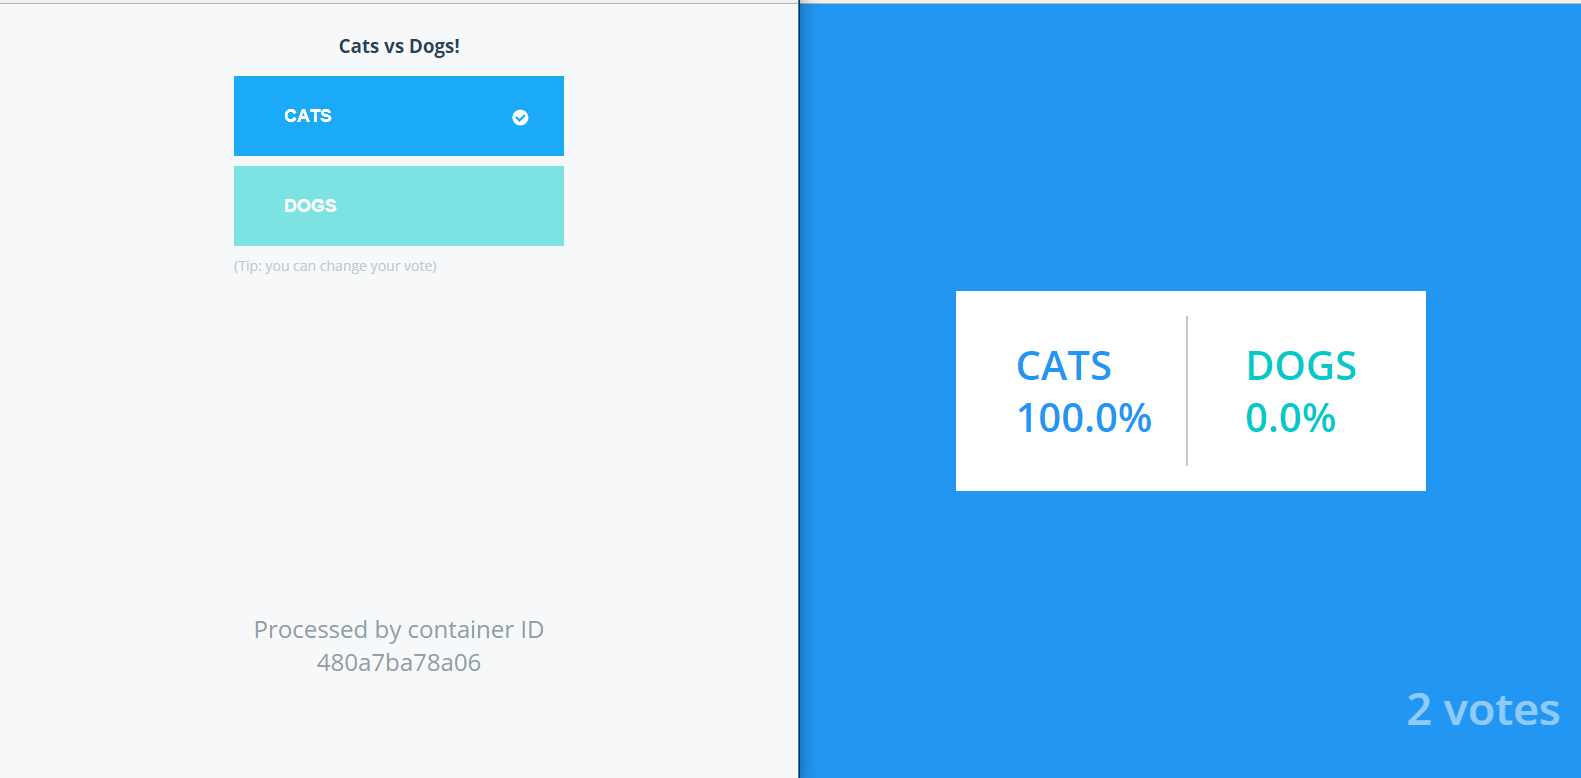 Cats vs Dogs!
CATS
DOGS
(Tip: you can change your vote)
Processed by container ID
480a7ba78a06
CATS
100.0%
DOGS
0.0%
2 votes